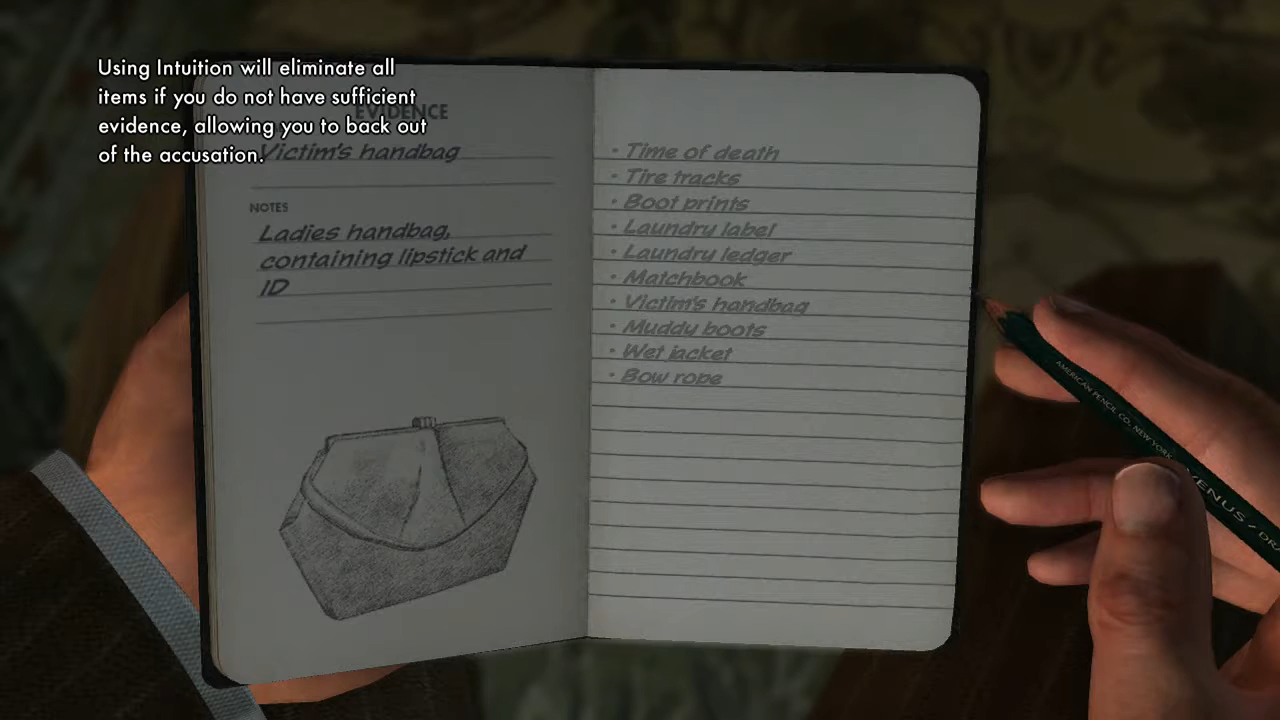 Using Intuition will eliminate all
items if you do not have sufficient
evidence, allowing you to back out
of the accusation.
EVIDENCE
Victim's handbag
NOTES
Ladies handbag,
containing lipstick and
ID
• Time of death
• Tire tracks
• Boot prints
• Laundry label
• Laundry ledger
• Matchbook
• Victim's handbag
• Muddy boots
• Wet jacket
• Bow rope
AMERICAN PENCIL CO. NEW YORK
VENUS / DRA